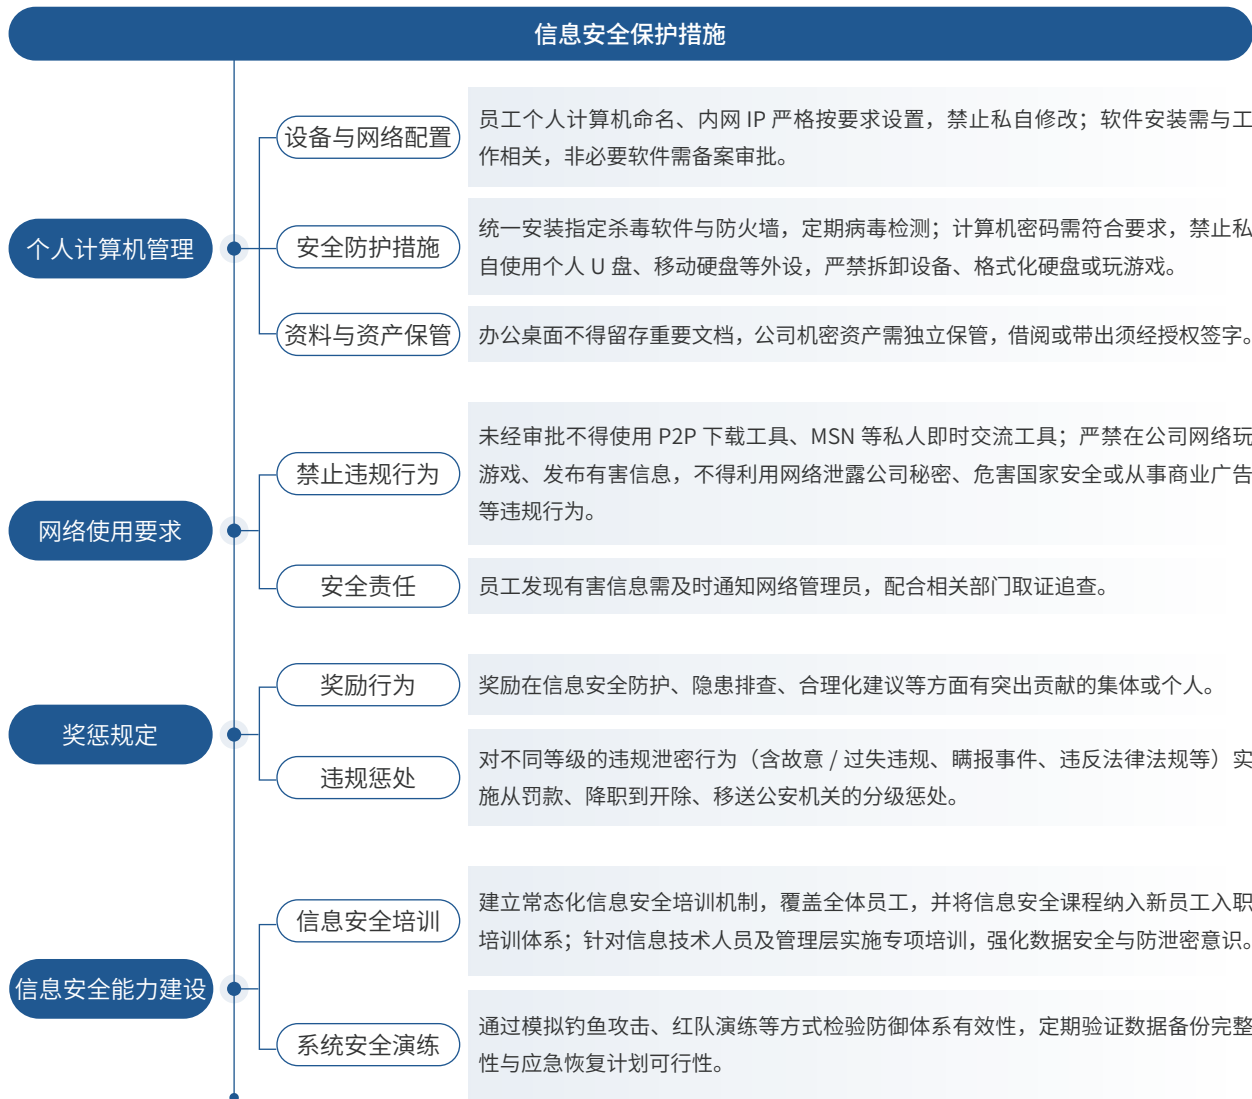 信息安全保护措施
个人计算机管理
设备与网络配置
员工个人计算机命名、内网 IP 严格按要求设置，禁止私自修改；软件安装需与工
作相关，非必要软件需备案审批。
安全防护措施
统一安装指定杀毒软件与防火墙，定期病毒检测；计算机密码需符合要求，禁止私
自使用个人 U 盘、移动硬盘等外设，严禁拆卸设备、格式化硬盘或玩游戏。
资料与资产保管
办公桌面不得留存重要文档，公司机密资产需独立保管，借阅或带出须经授权签字。
网络使用要求
禁止违规行为
未经审批不得使用 P2P 下载工具、MSN 等私人即时交流工具；严禁在公司网络玩
游戏、发布有害信息，不得利用网络泄露公司秘密、危害国家安全或从事商业广告
等违规行为。
安全责任
员工发现有害信息需及时通知网络管理员，配合相关部门取证追查。
奖惩规定
奖励行为
奖励在信息安全防护、隐患排查、合理化建议等方面有突出贡献的集体或个人。
违规惩处
对不同等级的违规泄密行为（含故意 / 过失违规、瞒报事件、违反法律法规等）实
施从罚款、降职到开除、移送公安机关的分级惩处。
信息安全能力建设
信息安全培训
建立常态化信息安全培训机制，覆盖全体员工，并将信息安全课程纳入新员工入职
培训体系；针对信息技术人员及管理层实施专项培训，强化数据安全与防泄密意识。
系统安全演练
通过模拟钓鱼攻击、红队演练等方式检验防御体系有效性，定期验证数据备份完整
性与应急恢复计划可行性。